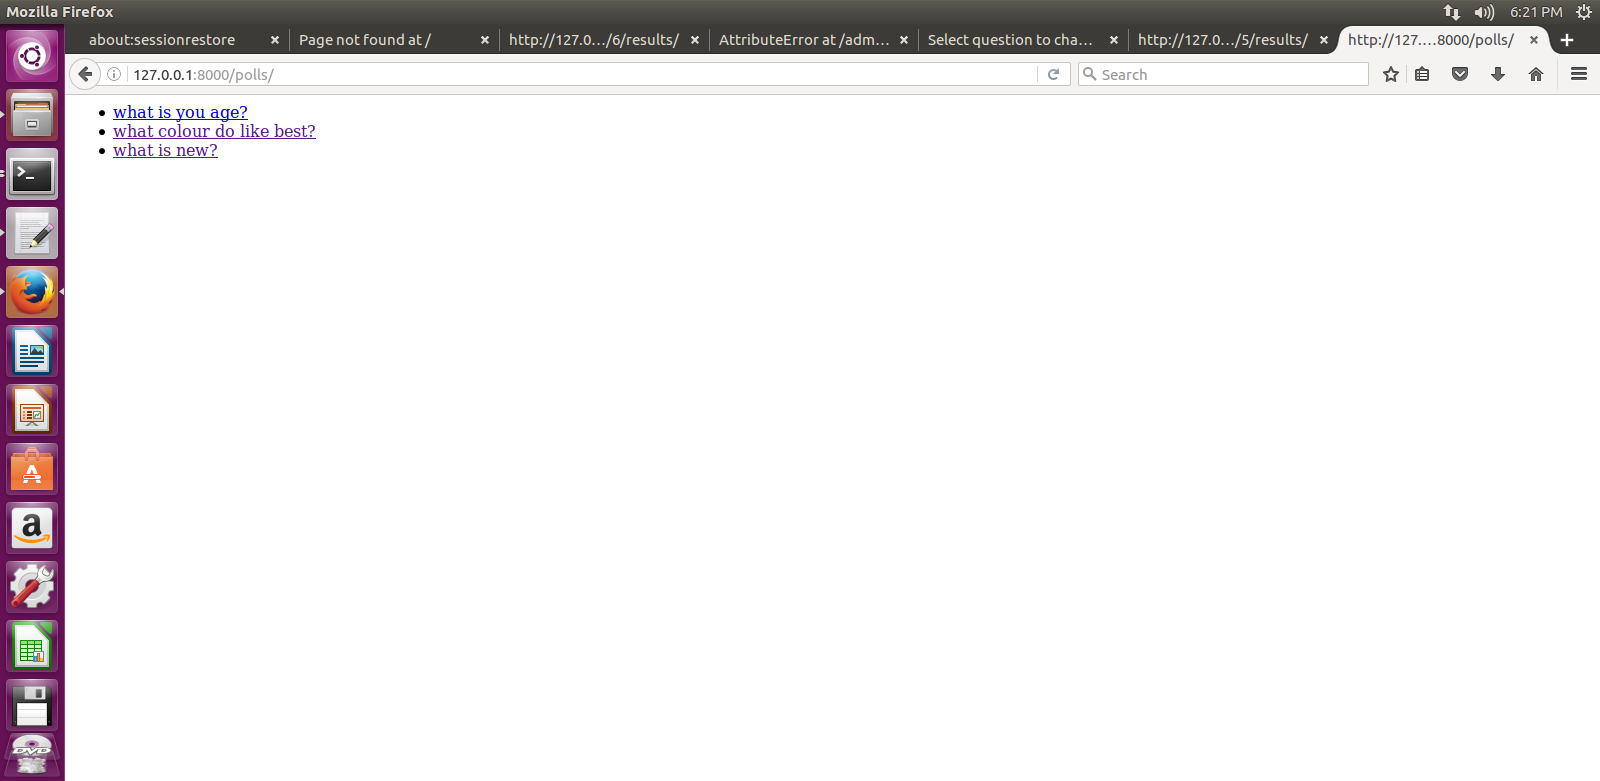 Mozilla Firefox
6:21 PM
about:sessionrestore
Page not found at /
http://127.0…/6/results/
AttributeError at /adm…
Select question to cha…
http://127.0…/5/results/
http://127.…8000/polls/
127.0.0.1:8000/polls/
Search
what is you age?
what colour do like best?
what is new?
>_
A
a
DVD